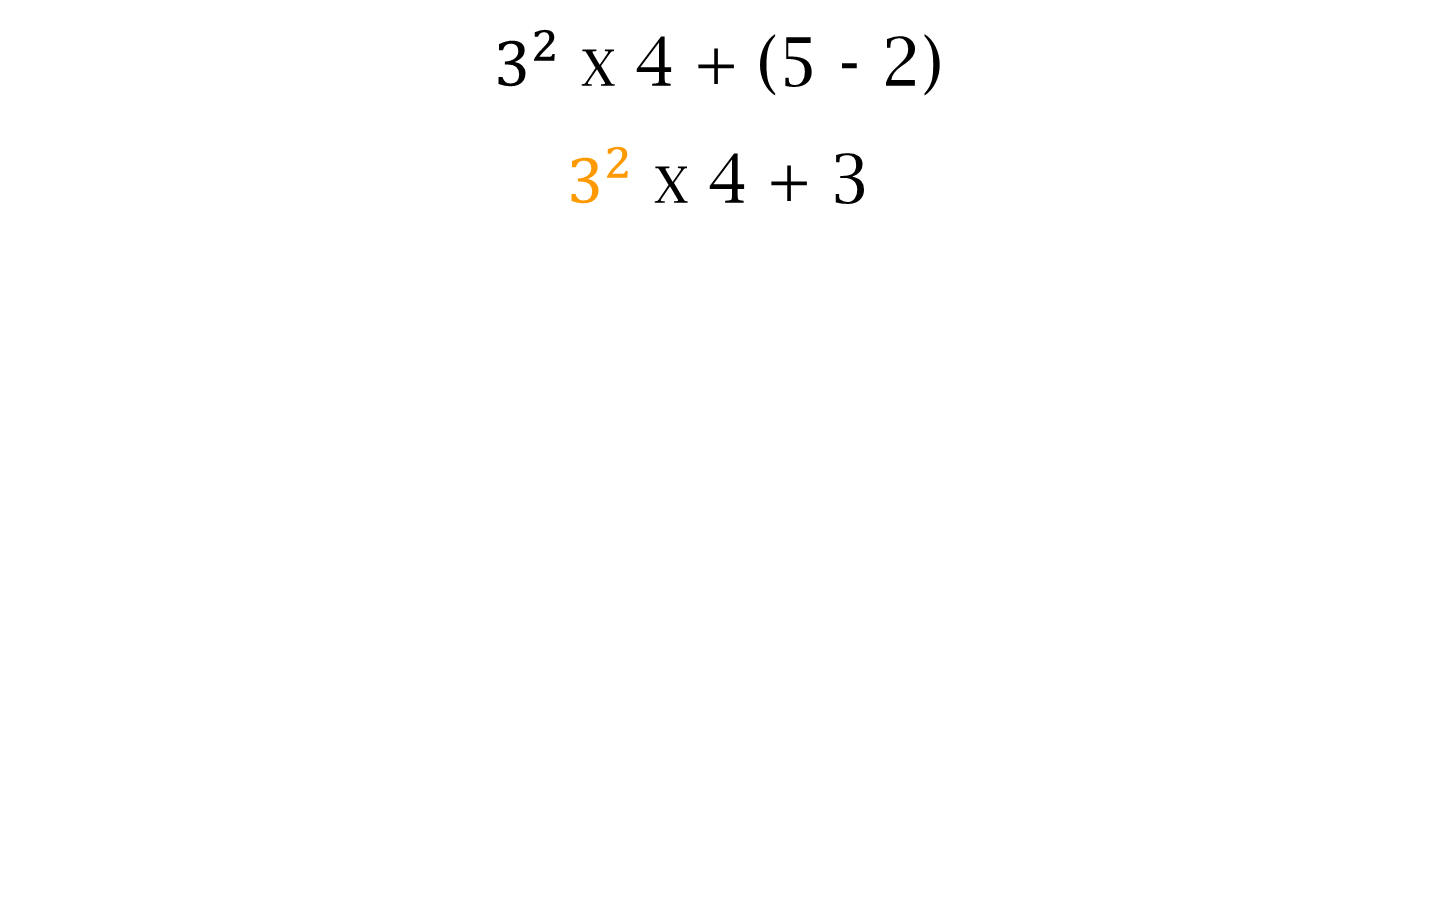 3² x 4 + (5 - 2)
3² x 4 + 3